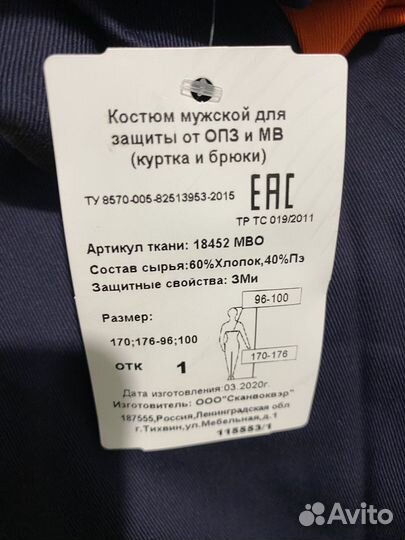 Костюм мужской для
защиты от ОПЗ и МВ
(куртка и брюки)
ТУ 8570-005-82513953-2015
ЕАС
ТР ТС 019/2011
Артикул ткани: 18452 МВО
Состав сырья:60%Хлопок,40%Пэ
Защитные свойства: ЗМи
Размер:
96-100
170;176-96;100
170-176
ОТК 1
Дата изготовления:03.2020г.
Изготовитель: ООО"Сканвоквэр"
187555,Россия,Ленинградская обл
г.Тихвин,ул.Мебельная,д.1
115553/1
Avito